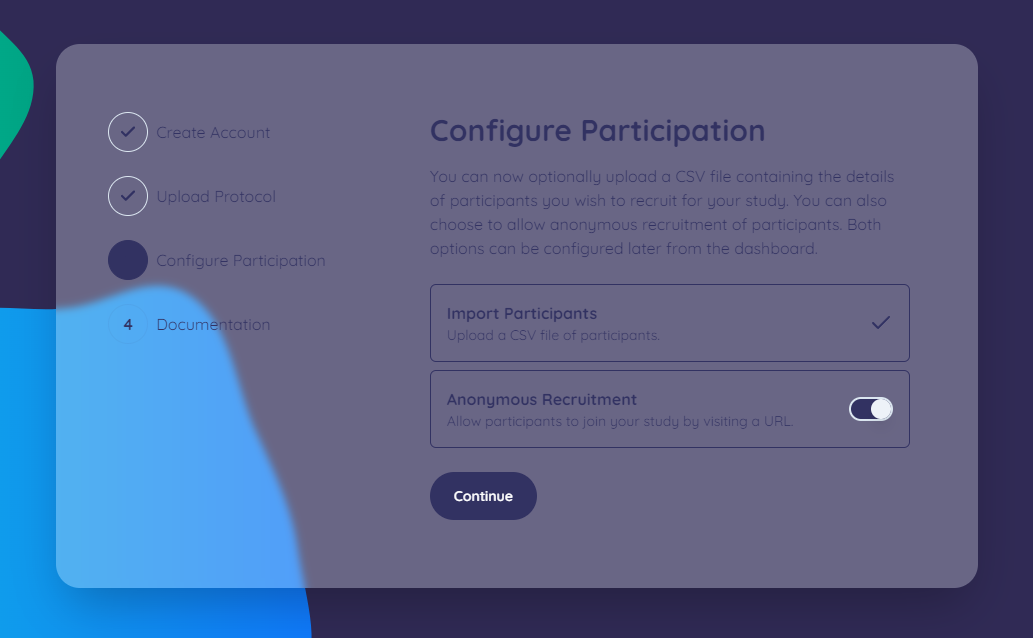 Create Account
Upload Protocol
Configure Participation
4 Documentation
Configure Participation
You can now optionally upload a CSV file containing the details
of participants you wish to recruit for your study. You can also
choose to allow anonymous recruitment of participants. Both
options can be configured later from the dashboard.
Import Participants
Upload a CSV file of participants.
Anonymous Recruitment
Allow participants to join your study by visiting a URL.
Continue